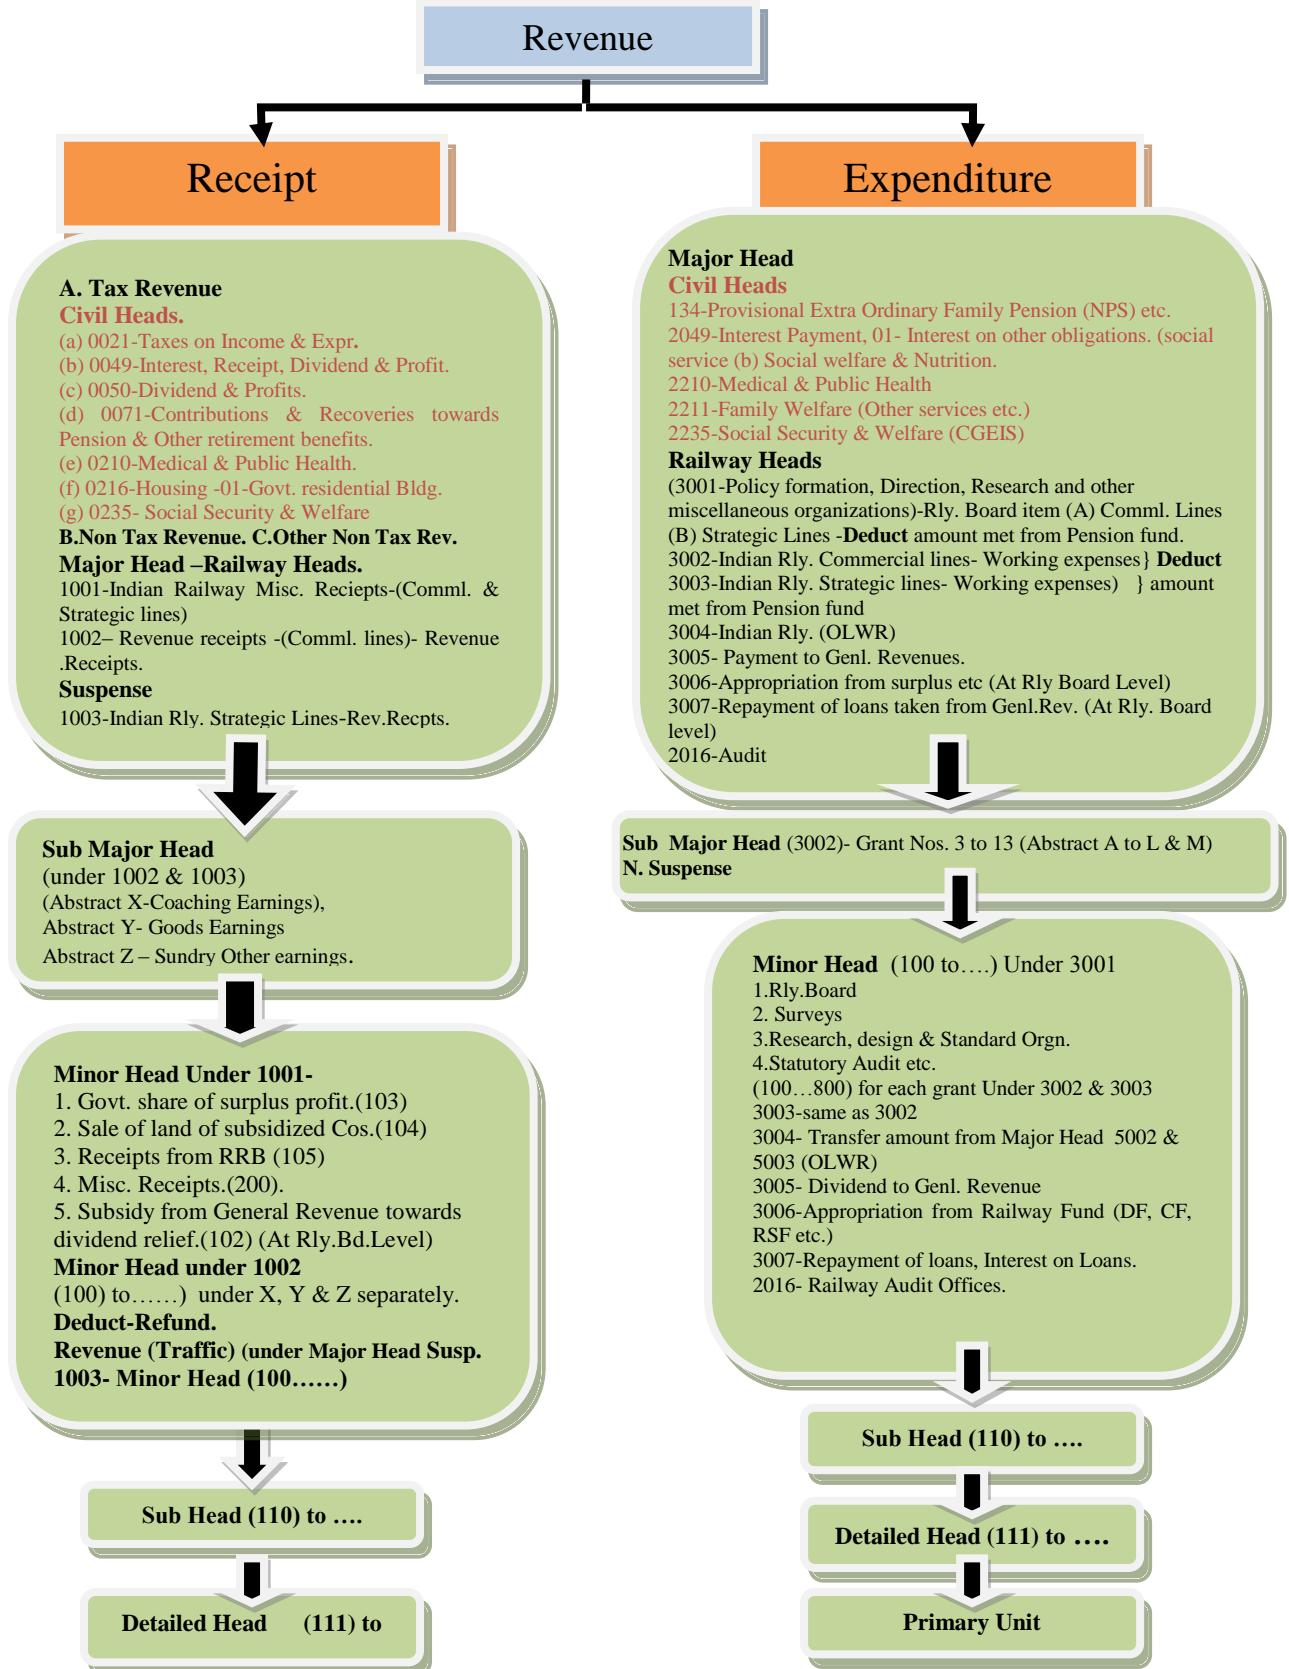 Revenue
Receipt
A. Tax Revenue
Civil Heads.
(a) 0021-Taxes on Income & Expr.
(b) 0049-Interest, Receipt, Dividend & Profit.
(c) 0050-Dividend & Profits.
(d) 0071-Contributions & Recoveries towards
Pension & Other retirement benefits.
(e) 0210-Medical & Public Health.
(f) 0216-Housing -01-Govt. residential Bldg.
(g) 0235- Social Security & Welfare
B.Non Tax Revenue. C.Other Non Tax Rev.
Major Head –Railway Heads.
1001-Indian Railway Misc. Reciepts-(Comml. &
Strategic lines)
1002– Revenue receipts -(Comml. lines)- Revenue
.Receipts.
Suspense
1003-Indian Rly. Strategic Lines-Rev.Recpts.
Sub Major Head
(under 1002 & 1003)
(Abstract X-Coaching Earnings),
Abstract Y- Goods Earnings
Abstract Z – Sundry Other earnings.
Minor Head Under 1001-
1. Govt. share of surplus profit.(103)
2. Sale of land of subsidized Cos.(104)
3. Receipts from RRB (105)
4. Misc. Receipts.(200).
5. Subsidy from General Revenue towards
dividend relief.(102) (At Rly.Bd.Level)
Minor Head under 1002
(100) to……) under X, Y & Z separately.
Deduct-Refund.
Revenue (Traffic) (under Major Head Susp.
1003- Minor Head (100……)
Sub Head (110) to ….
Detailed Head (111) to
Expenditure
Major Head
Civil Heads
134-Provisional Extra Ordinary Family Pension (NPS) etc.
2049-Interest Payment, 01- Interest on other obligations. (social
service (b) Social welfare & Nutrition.
2210-Medical & Public Health
2211-Family Welfare (Other services etc.)
2235-Social Security & Welfare (CGEIS)
Railway Heads
(3001-Policy formation, Direction, Research and other
miscellaneous organizations)-Rly. Board item (A) Comml. Lines
(B) Strategic Lines -Deduct amount met from Pension fund.
3002-Indian Rly. Commercial lines- Working expenses} Deduct
3003-Indian Rly. Strategic lines- Working expenses) } amount
met from Pension fund
3004-Indian Rly. (OLWR)
3005- Payment to Genl. Revenues.
3006-Appropriation from surplus etc (At Rly Board Level)
3007-Repayment of loans taken from Genl.Rev. (At Rly. Board
level)
2016-Audit
Sub Major Head (3002)- Grant Nos. 3 to 13 (Abstract A to L & M)
N. Suspense
Minor Head (100 to….) Under 3001
1.Rly.Board
2. Surveys
3.Research, design & Standard Orgn.
4.Statutory Audit etc.
(100…800) for each grant Under 3002 & 3003
3003-same as 3002
3004- Transfer amount from Major Head 5002 &
5003 (OLWR)
3005- Dividend to Genl. Revenue
3006-Appropriation from Railway Fund (DF, CF,
RSF etc.)
3007-Repayment of loans, Interest on Loans.
2016- Railway Audit Offices.
Sub Head (110) to ….
Detailed Head (111) to ….
Primary Unit